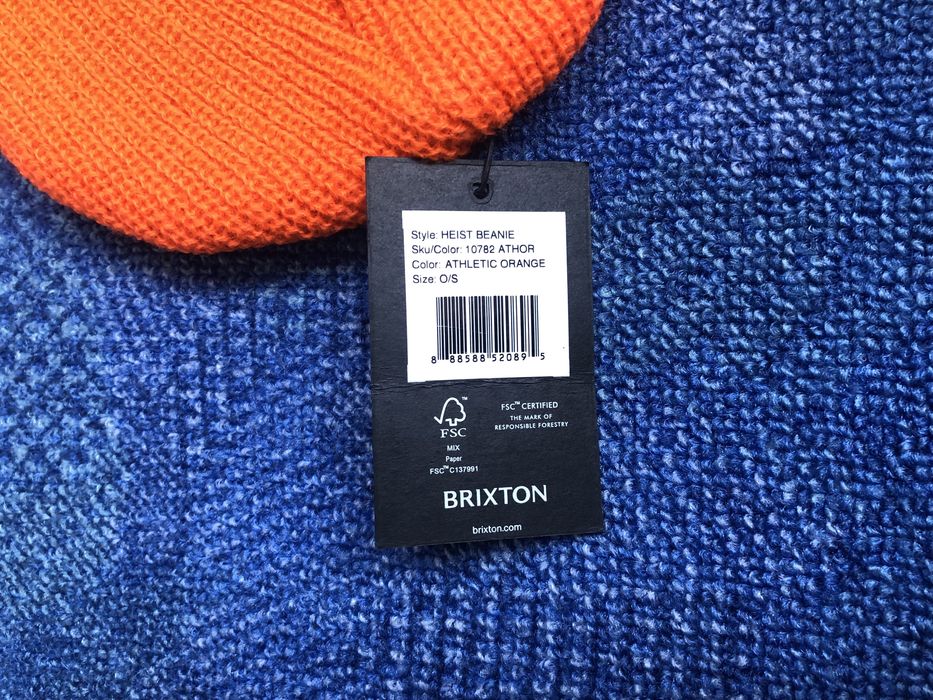 Style: HEIST BEANIE
Sku/Color: 10782 ATHOR
Color: ATHLETIC ORANGE
Size: O/S
8 88588 52089 5
FSC™
FSC™ CERTIFIED
THE MARK OF
RESPONSIBLE FORESTRY
MIX
Paper
FSC™ C137991
BRIXTON
brixton.com